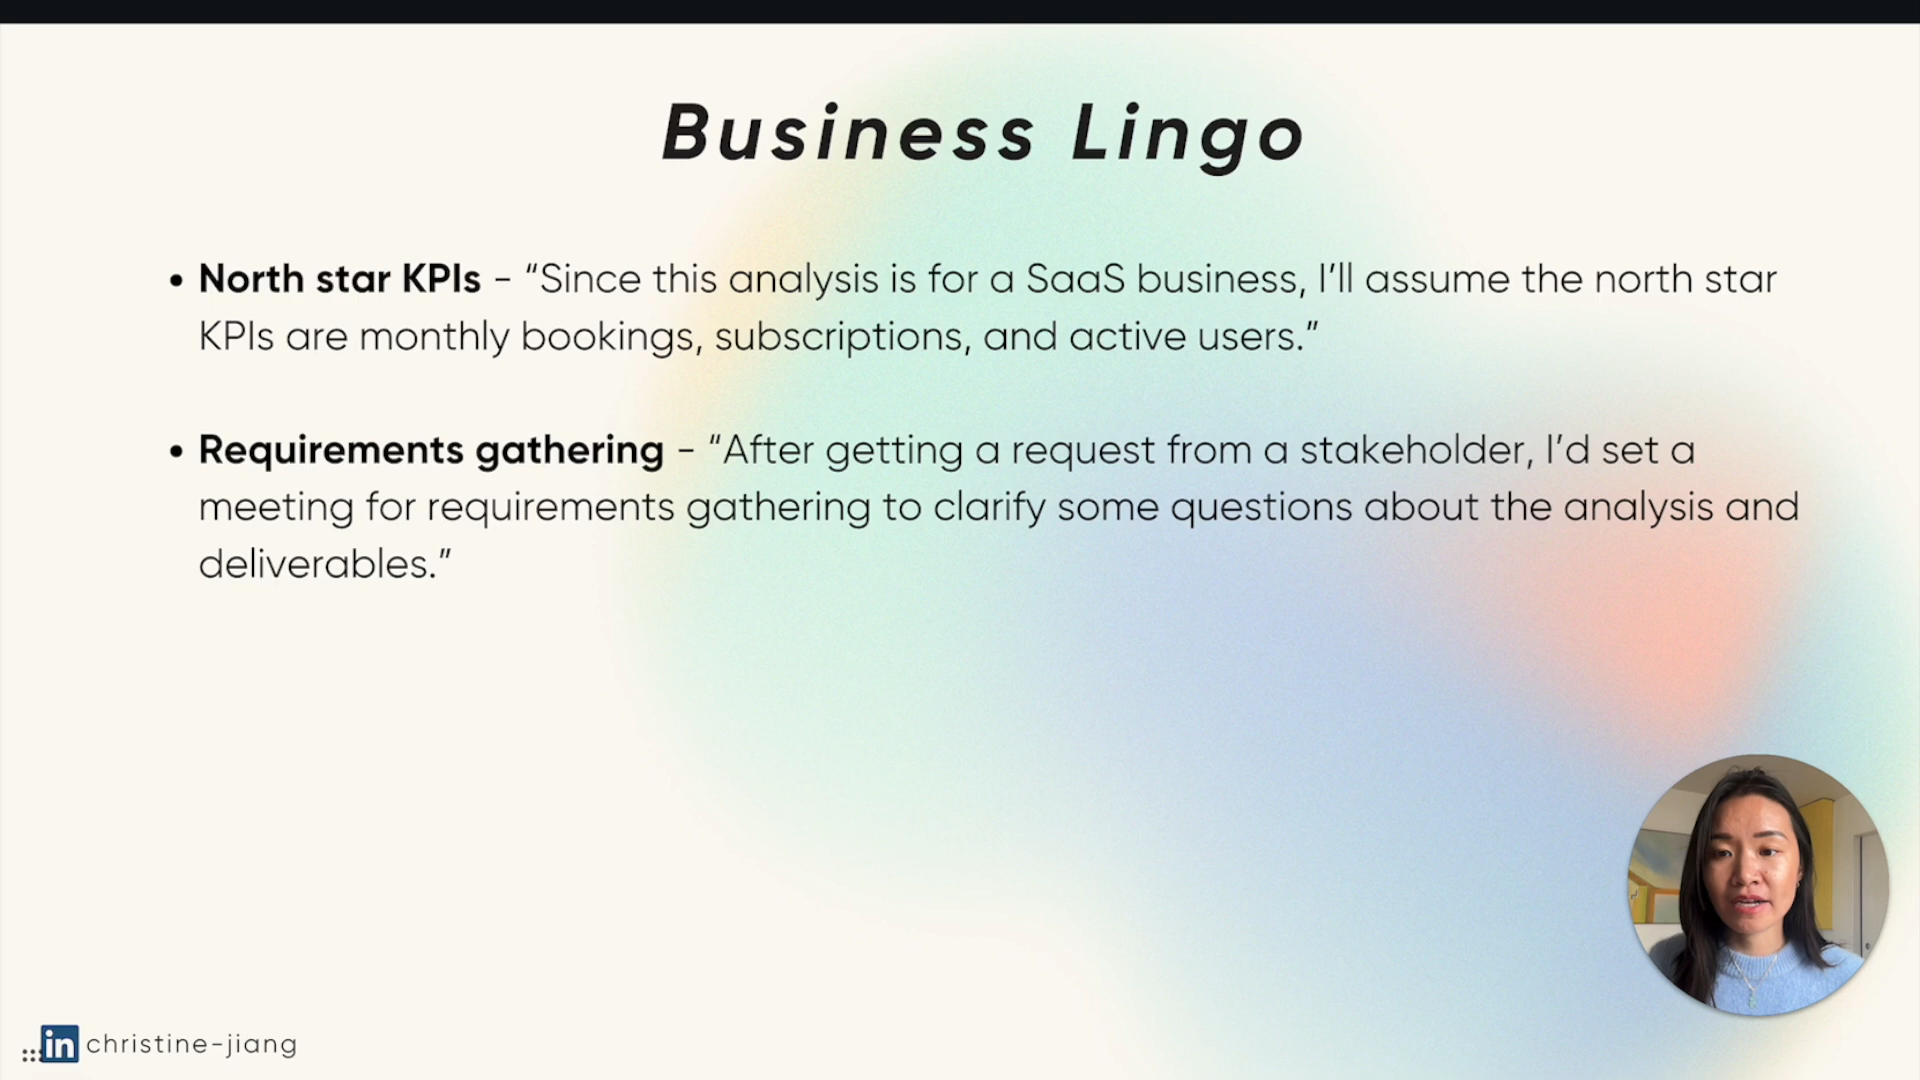 Business Lingo
• North star KPIs – “Since this analysis is for a SaaS business, I’ll assume the north star
KPIs are monthly bookings, subscriptions, and active users.”
• Requirements gathering – “After getting a request from a stakeholder, I’d set a
meeting for requirements gathering to clarify some questions about the analysis and
deliverables.”
in christine-jiang